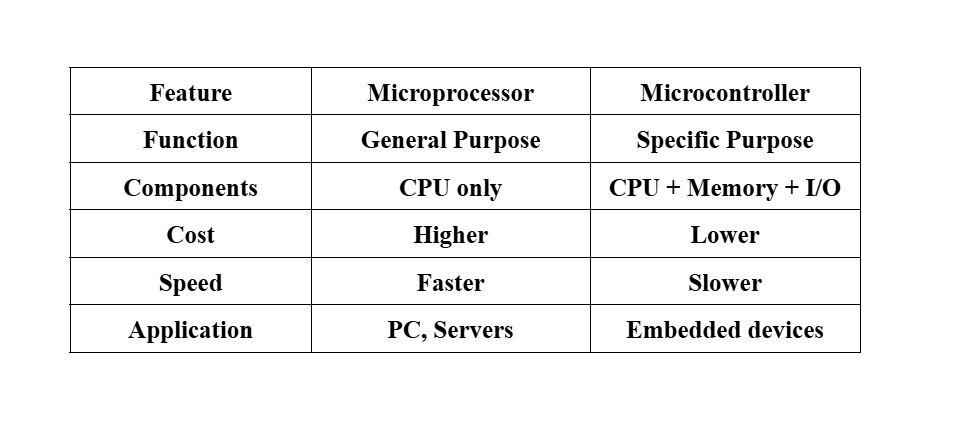 Feature Microprocessor Microcontroller
Function General Purpose Specific Purpose
Components CPU only CPU + Memory + I/O
Cost Higher Lower
Speed Faster Slower
Application PC, Servers Embedded devices